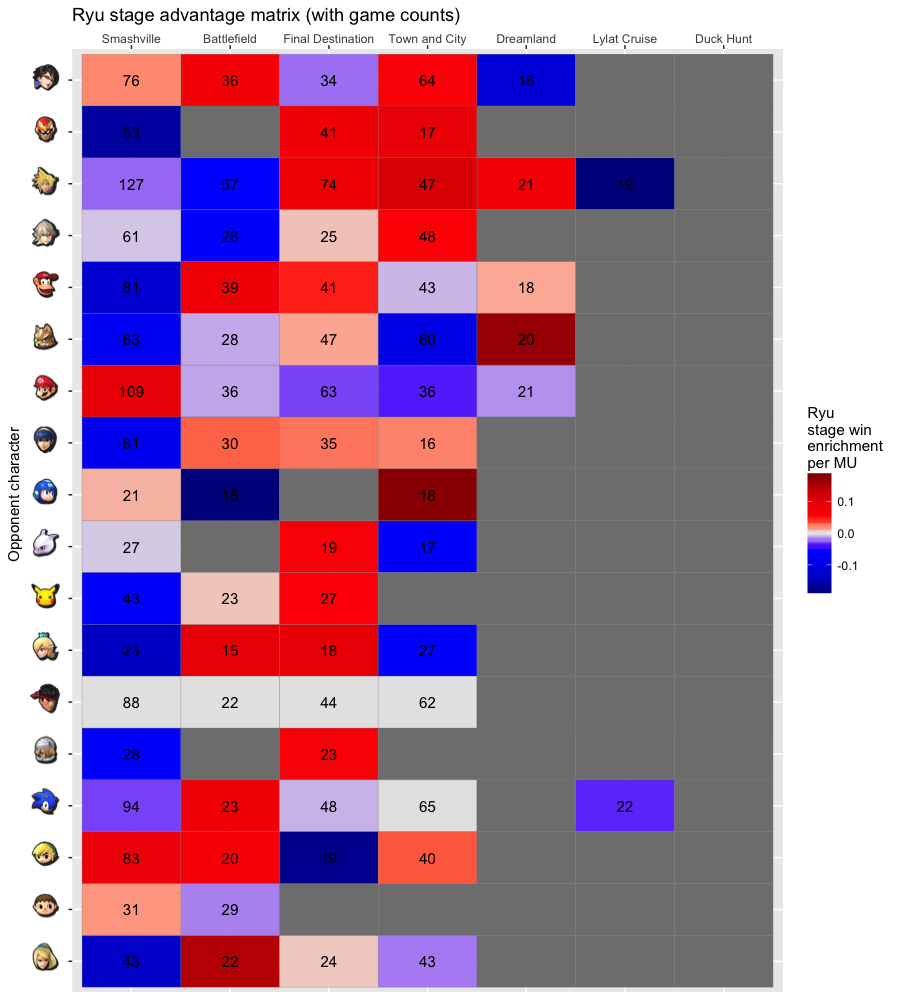 Ryu stage advantage matrix (with game counts)
Smashville Battlefield Final Destination Town and City Dreamland Lylat Cruise Duck Hunt
76 36 34 64 16
53 41 17
127 57 74 47 21 19
61 26 25 48
81 39 41 43 18
63 28 47 60 20
109 36 63 36 21
61 30 35 16
21 15 18
27 19 17
43 23 27
23 15 18 27
88 22 44 62
28 23
94 23 48 65 22
83 20 19 40
31 29
43 22 24 43
Opponent character
Ryu
stage win
enrichment
per MU
0.1
0.0
-0.1